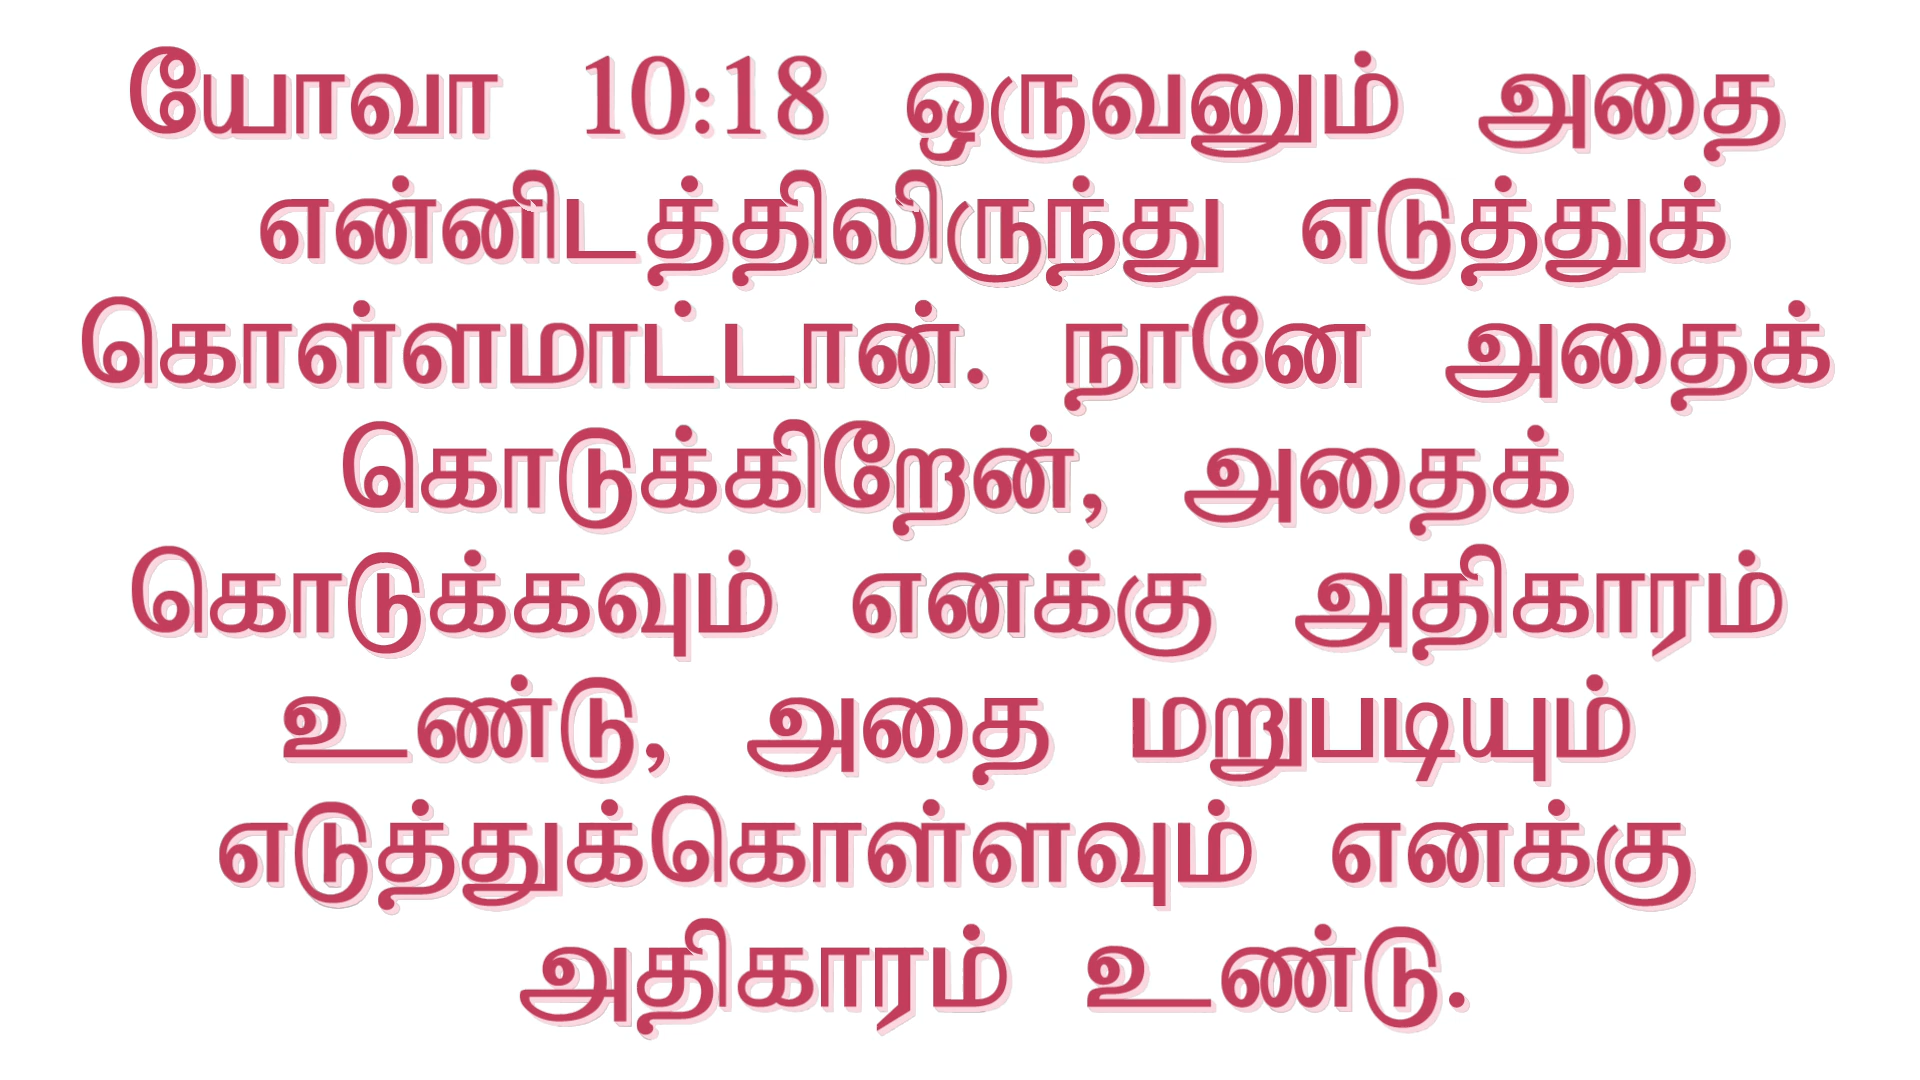 யோவா 10:18 ஒருவனும் அதை
என்னிடத்திலிருந்து எடுத்துக்
கொள்ளமாட்டான். நானே அதைக்
கொடுக்கிறேன், அதைக்
கொடுக்கவும் எனக்கு அதிகாரம்
உண்டு, அதை மறுபடியும்
எடுத்துக்கொள்ளவும் எனக்கு
அதிகாரம் உண்டு.